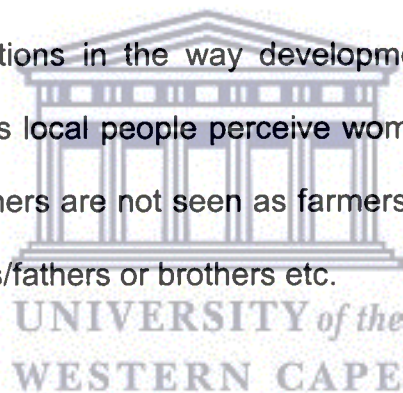 tions in the way developme
s local people perceive wom
ners are not seen as farmers
s/fathers or brothers etc.
UNIVERSITY of the
WESTERN CAPE